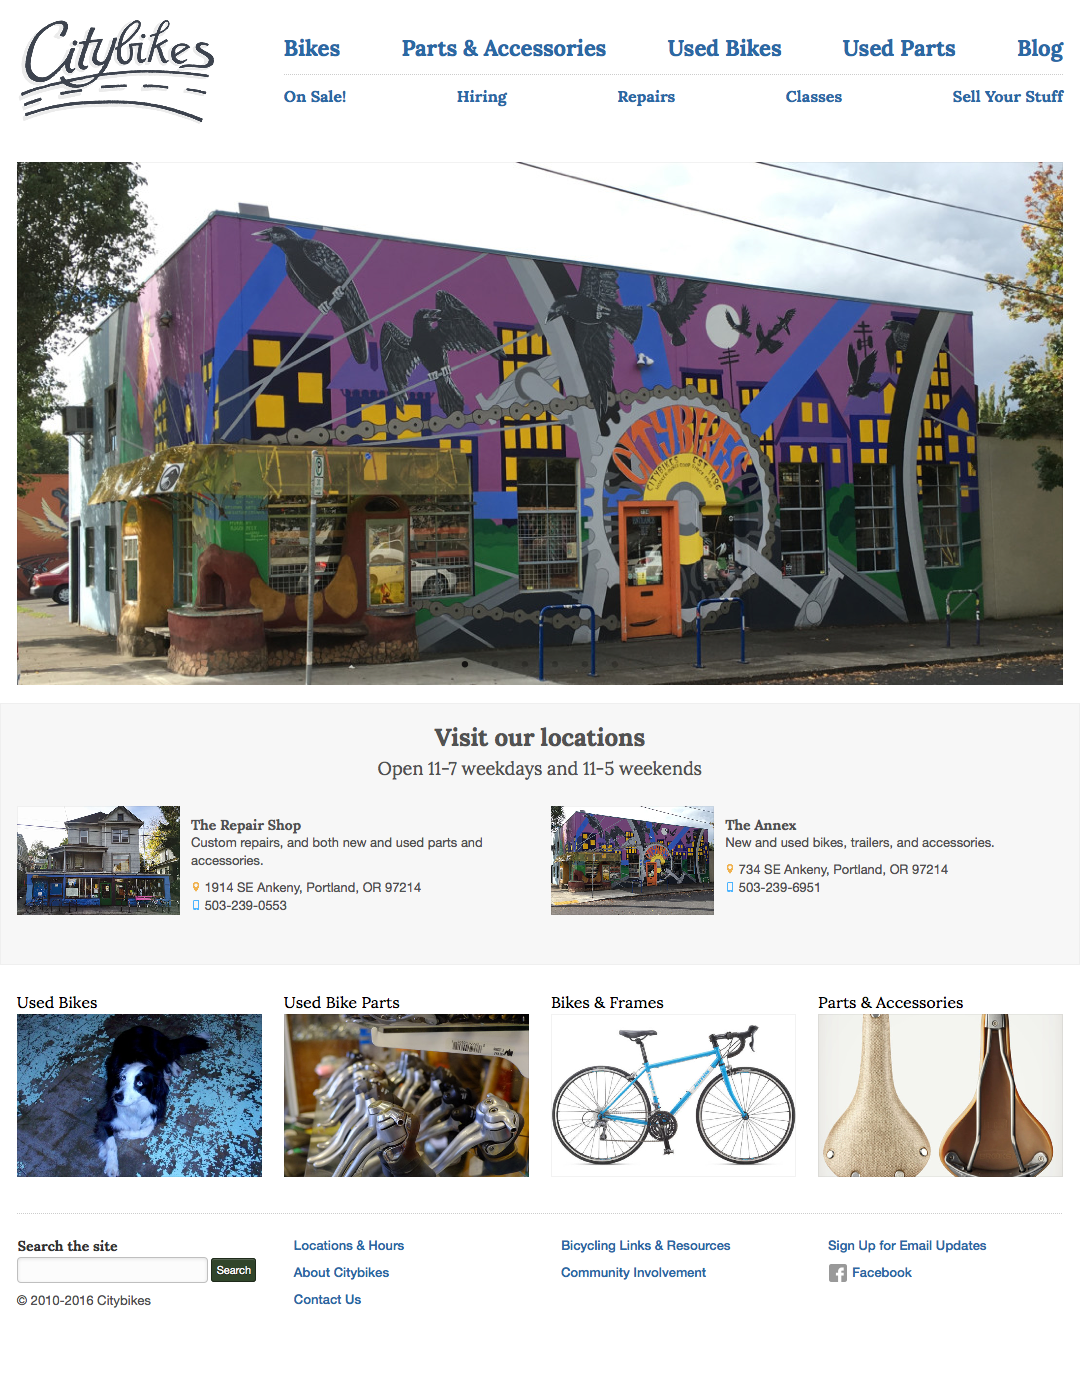 Citybikes
Bikes Parts & Accessories Used Bikes Used Parts Blog
On Sale! Hiring Repairs Classes Sell Your Stuff
CITYBIKES
CITYBIKES EST. 1986
Visit our locations
Open 11-7 weekdays and 11-5 weekends
The Repair Shop
Custom repairs, and both new and used parts and
accessories.
1914 SE Ankeny, Portland, OR 97214
503-239-0553
The Annex
New and used bikes, trailers, and accessories.
734 SE Ankeny, Portland, OR 97214
503-239-6951
Used Bikes
Used Bike Parts
Bikes & Frames
Parts & Accessories
Search the site
Search
© 2010-2016 Citybikes
Locations & Hours
About Citybikes
Contact Us
Bicycling Links & Resources
Community Involvement
Sign Up for Email Updates
Facebook